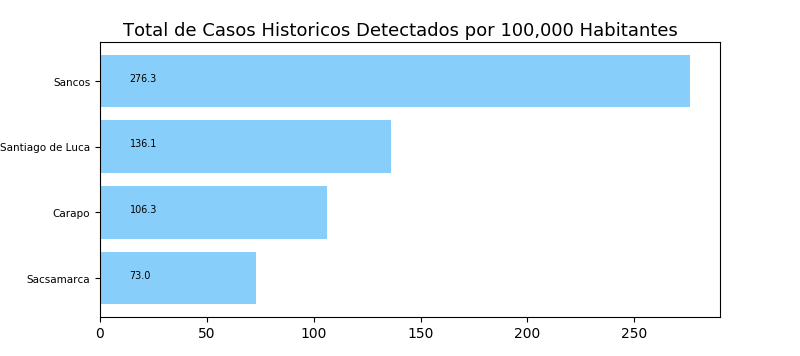 Total de Casos Historicos Detectados por 100,000 Habitantes
Sancos
276.3
Santiago de Luca
136.1
Carapo
106.3
Sacsamarca
73.0
0 50 100 150 200 250